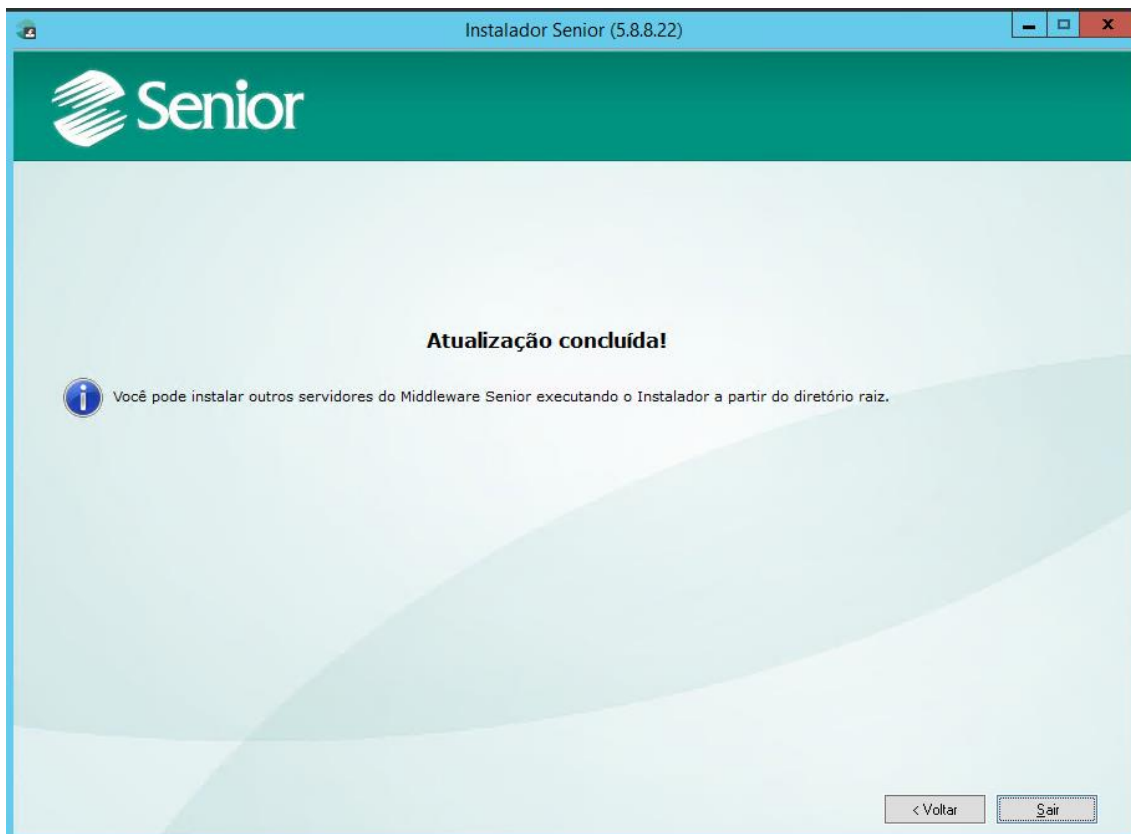 Instalador Senior (5.8.8.22)
Senior
Atualização concluída!
Você pode instalar outros servidores do Middleware Senior executando o Instalador a partir do diretório raiz.
< Voltar
Sair